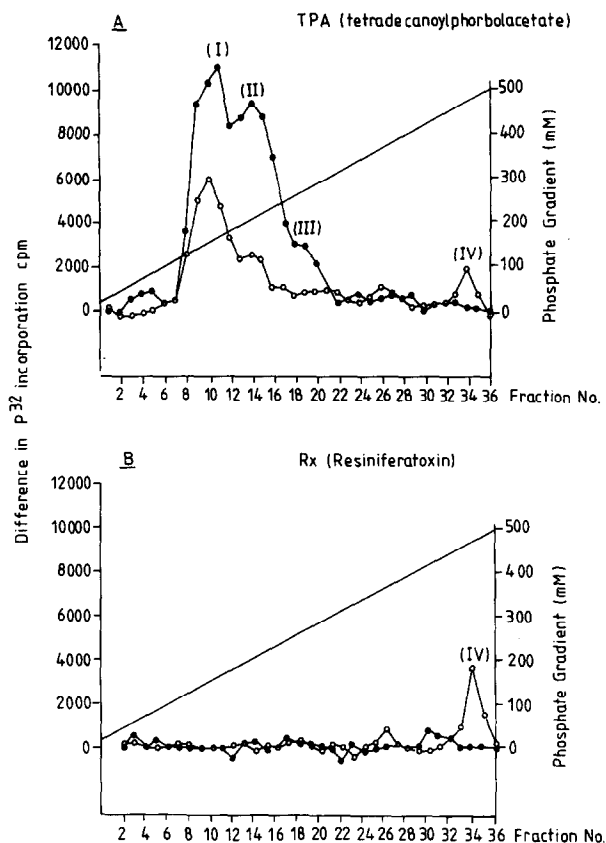 A
TPA (tetradecanoylphorbolacetate)
12000
10000
8000
6000
4000
2000
0
(I)
(II)
(III)
(IV)
500
400
300
200
100
0
Phosphate Gradient (mM)
2 4 6 8 10 12 14 16 18 20 22 24 26 28 30 32 34 36 Fraction No.
Difference in P32 incorporation cpm
B
Rx (Resiniferatoxin)
12000
10000
8000
6000
4000
2000
0
(IV)
500
400
300
200
100
0
Phosphate Gradient (mM)
2 4 6 8 10 12 14 16 18 20 22 24 26 28 30 32 34 36 Fraction No.